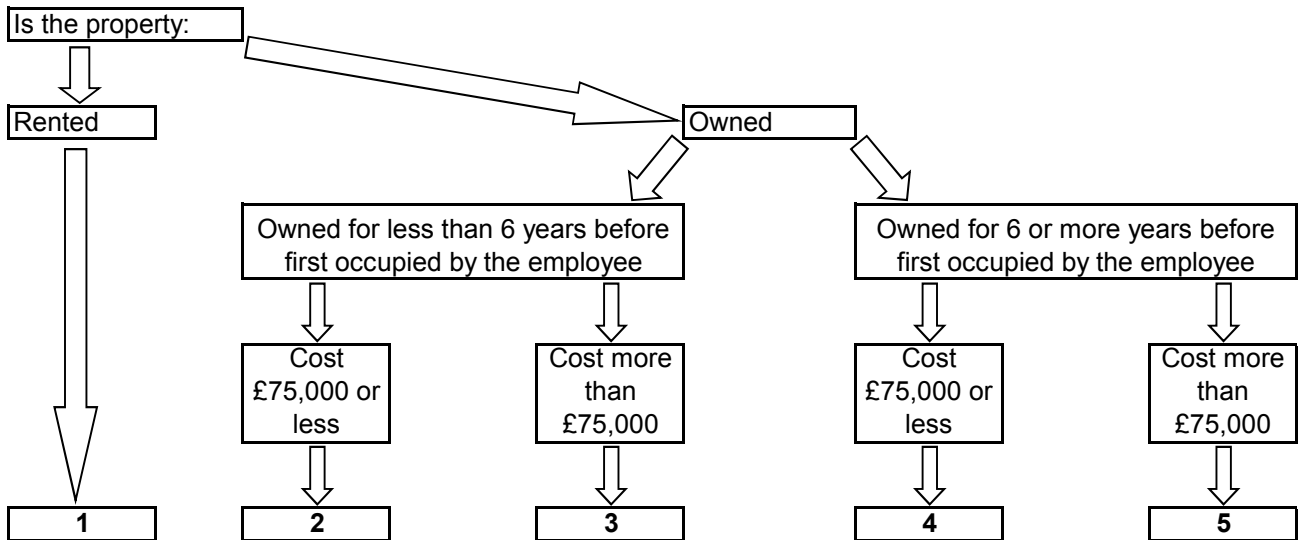 Is the property:
Rented
Owned
Owned for less than 6 years before
first occupied by the employee
Owned for 6 or more years before
first occupied by the employee
Cost
£75,000 or
less
Cost more
than
£75,000
Cost
£75,000 or
less
Cost more
than
£75,000
1
2
3
4
5